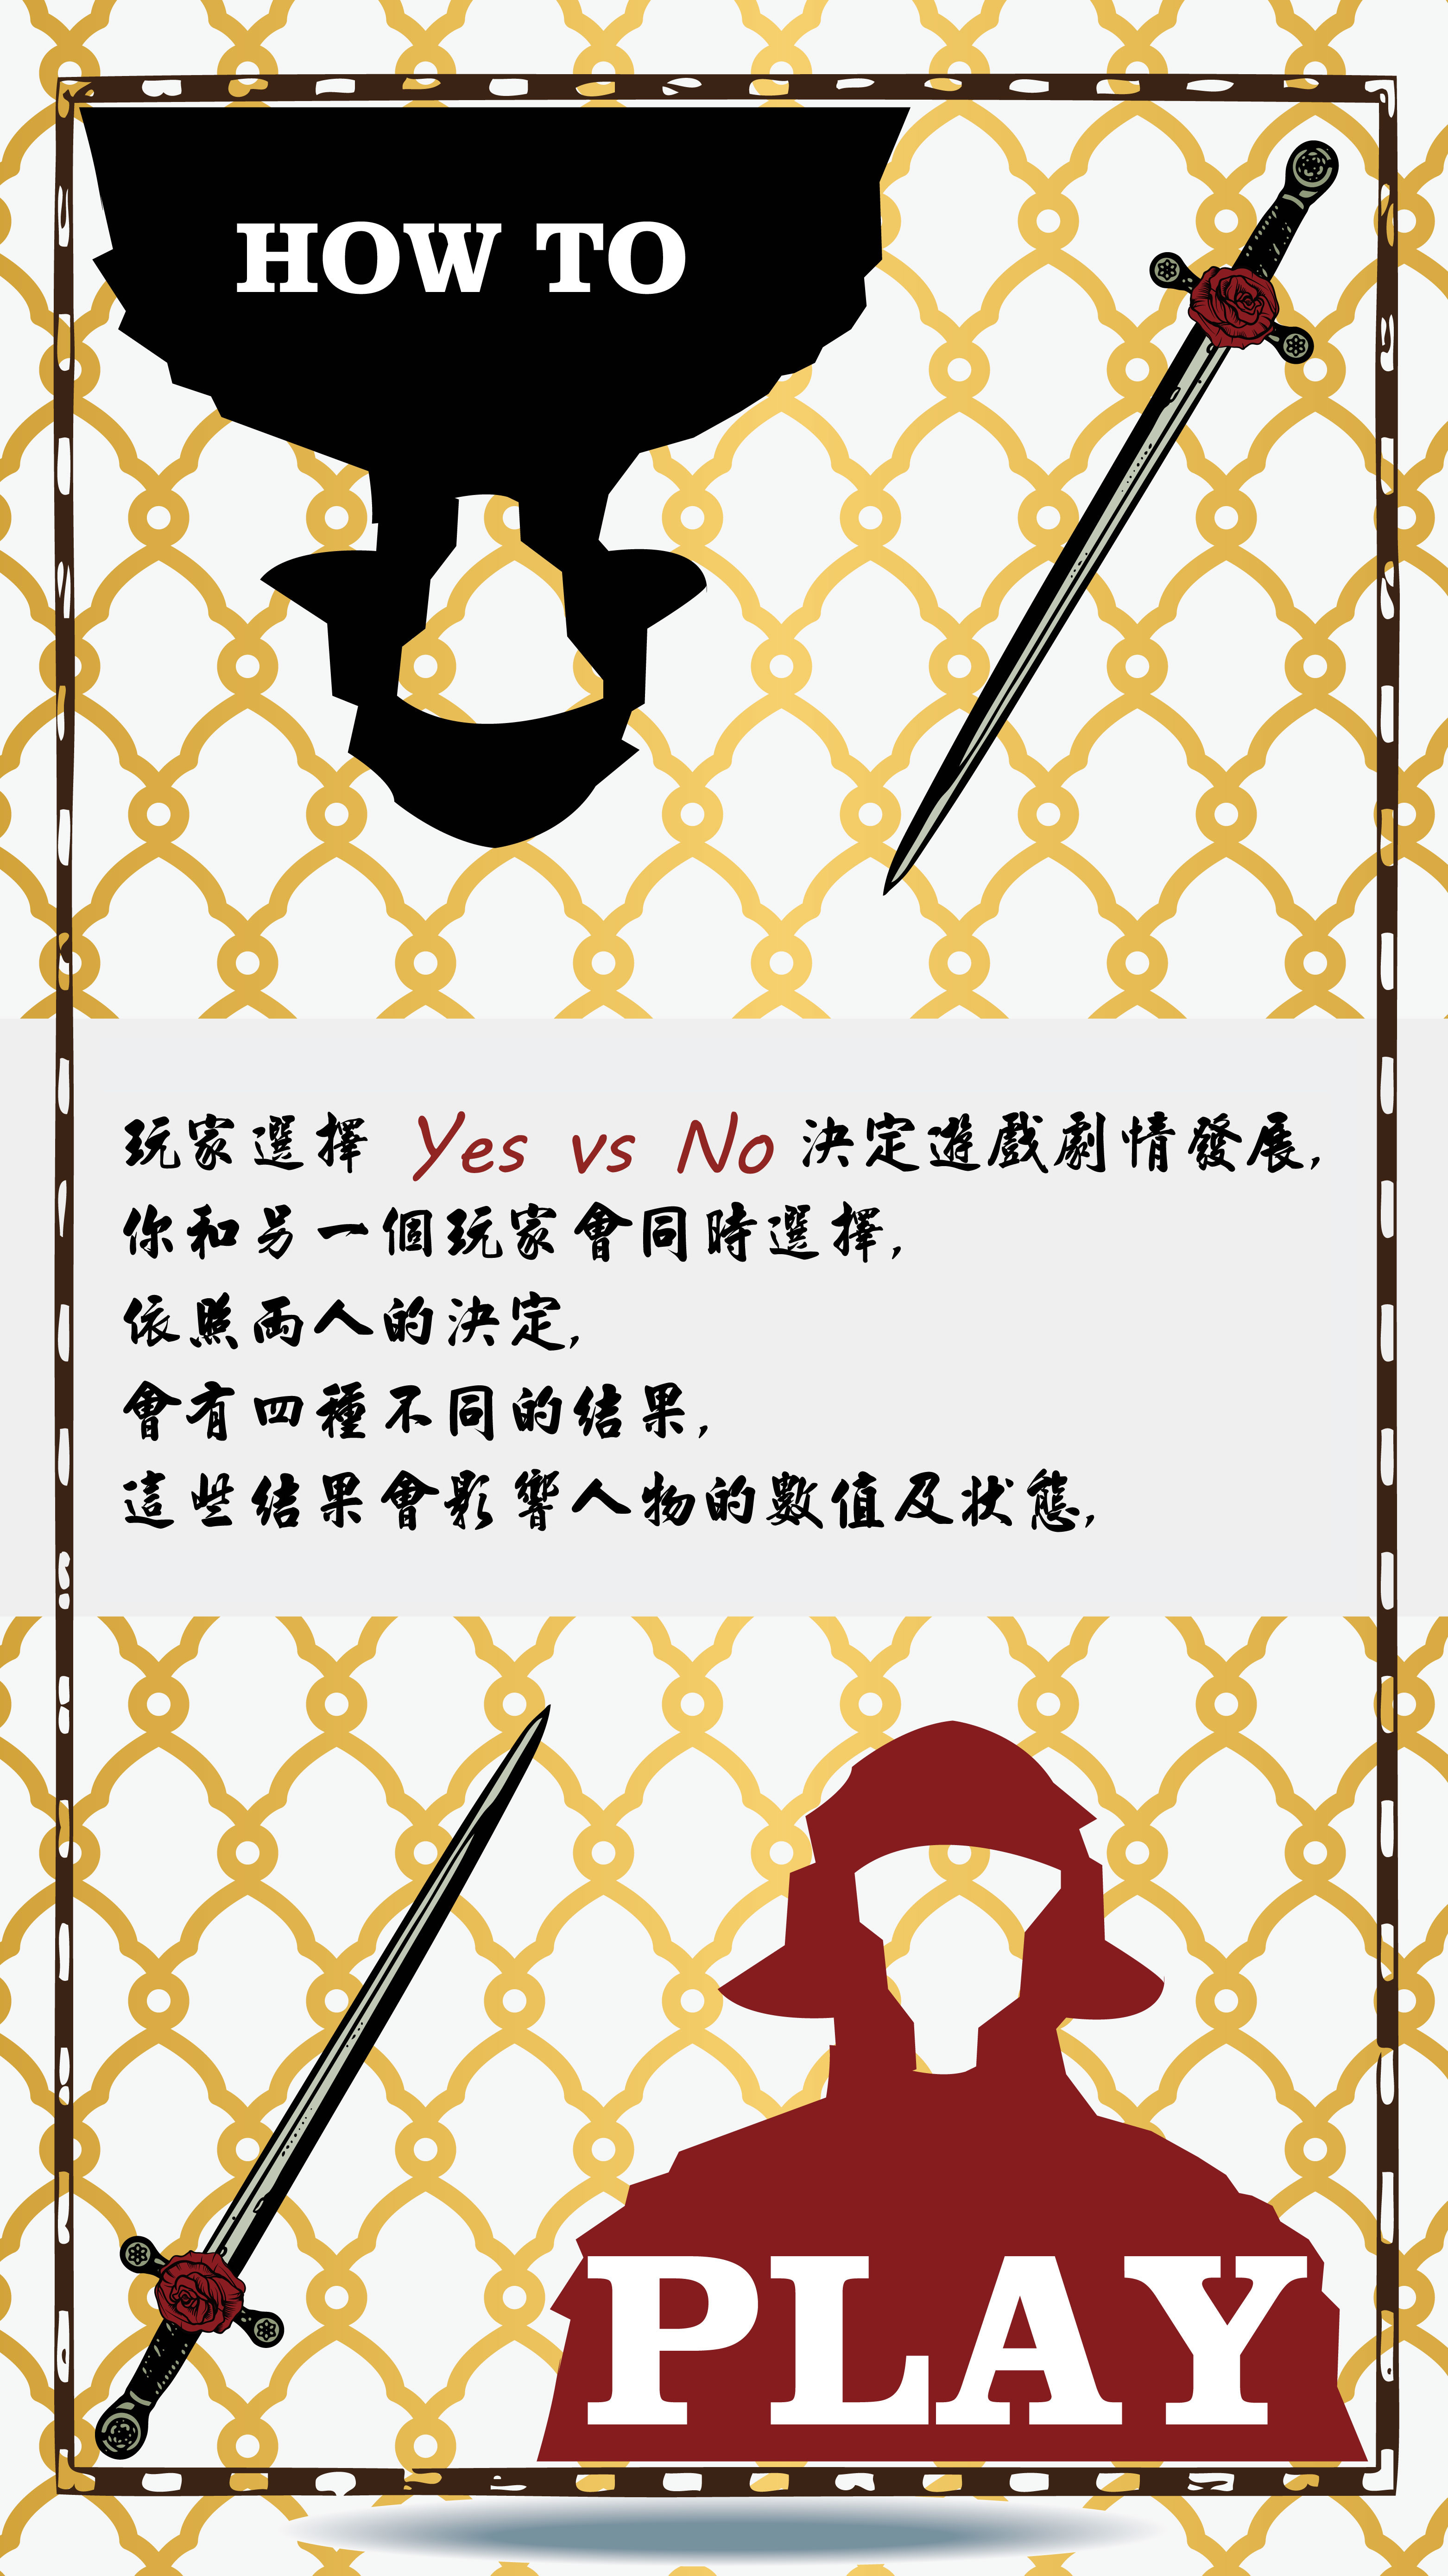 HOW TO
玩家選擇 Yes vs No 決定遊戲劇情發展,
你和另一個玩家會同時選擇,
依照兩人的決定,
會有四種不同的結果,
這些結果會影響人物的數值及狀態,
PLAY